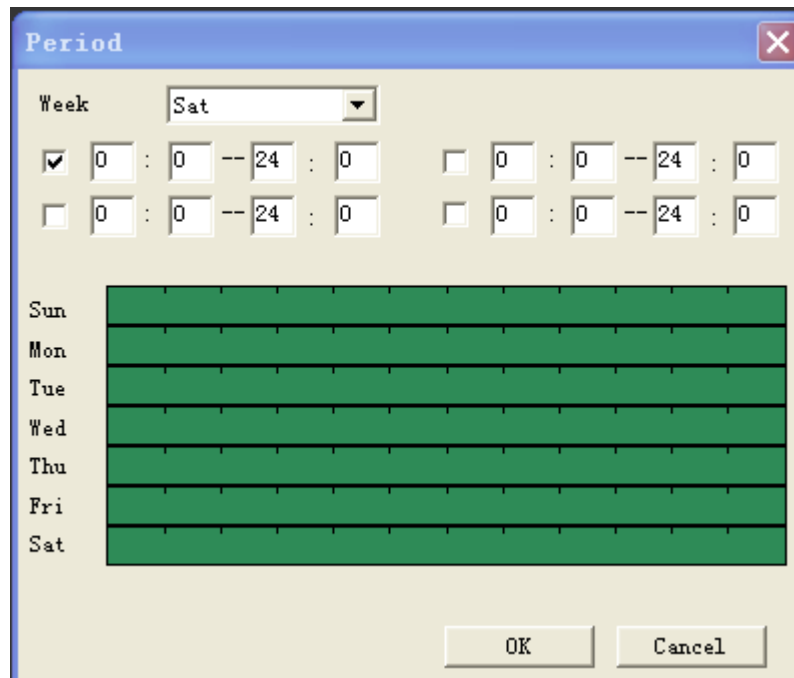 Period
Week Sat
0 : 0 -- 24 : 0 0 : 0 -- 24 : 0
0 : 0 -- 24 : 0 0 : 0 -- 24 : 0
Sun
Mon
Tue
Wed
Thu
Fri
Sat
OK Cancel